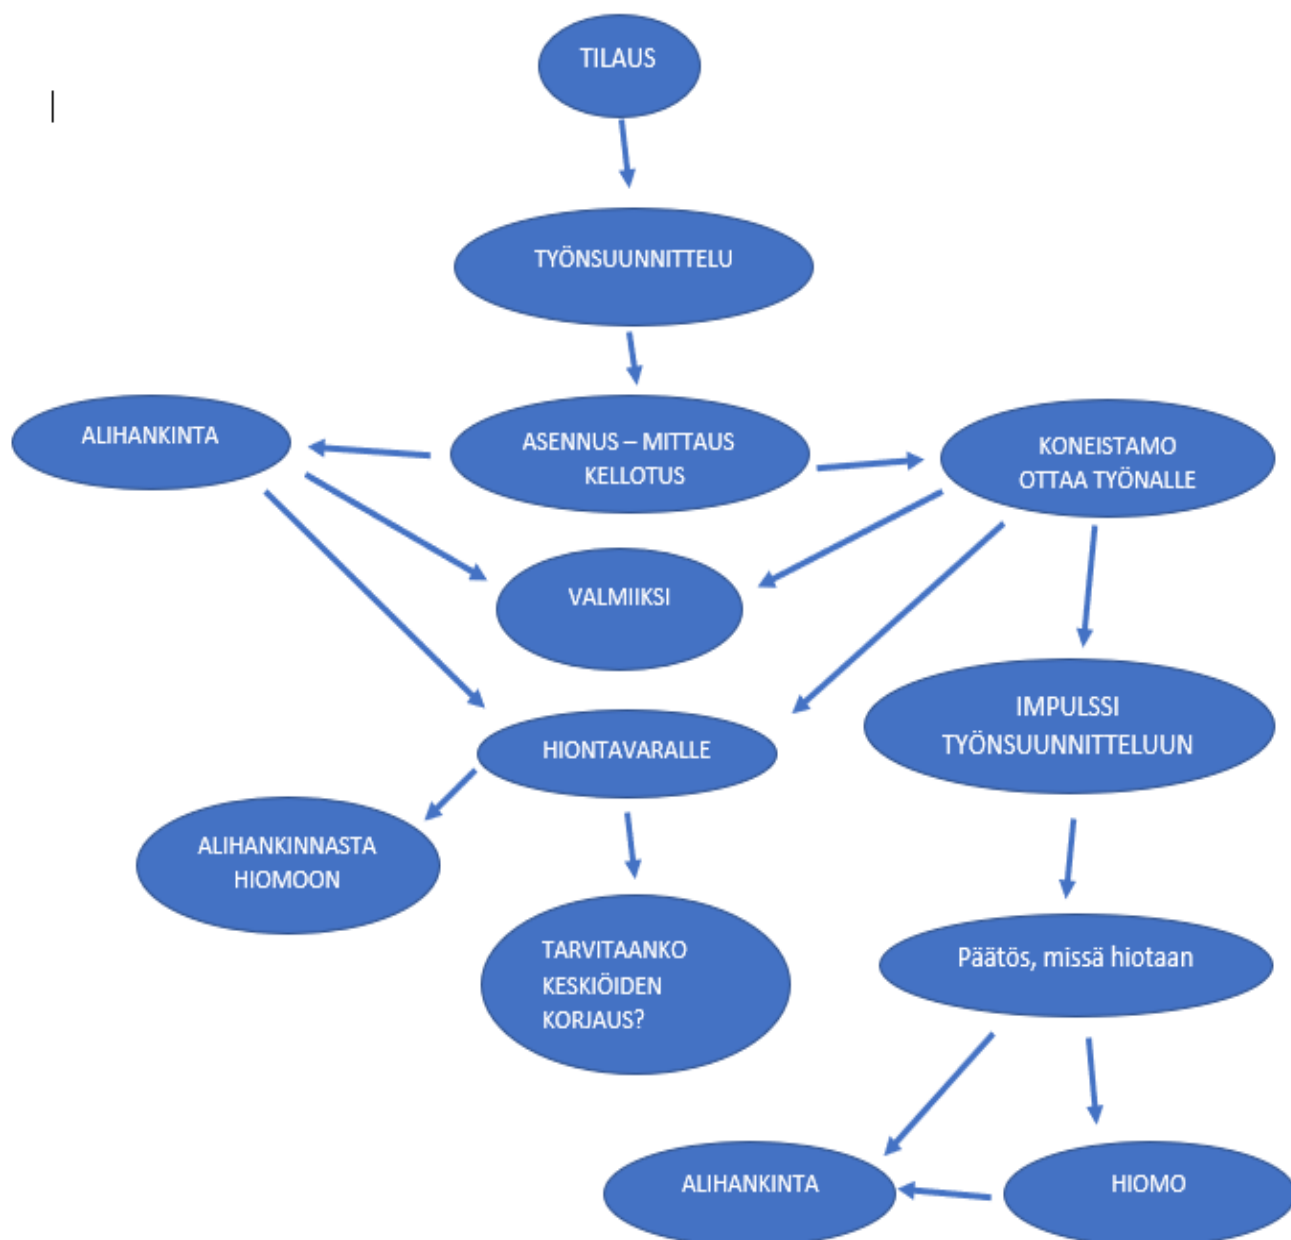 TILAUS
TYÖNSUUNNITTELU
ALIHANKINTA
ASENNUS – MITTAUS
KELLOTUS
KONEISTAMO
OTTAA TYÖNALLE
VALMIIKSI
IMPULSSI
TYÖNSUUNNITTELUUN
HIONTAVARALLE
ALIHANKINNASTA
HIOMOON
TARVITAANKO
KESKIÖIDEN
KORJAUS?
Päätös, missä hiotaan
ALIHANKINTA
HIOMO